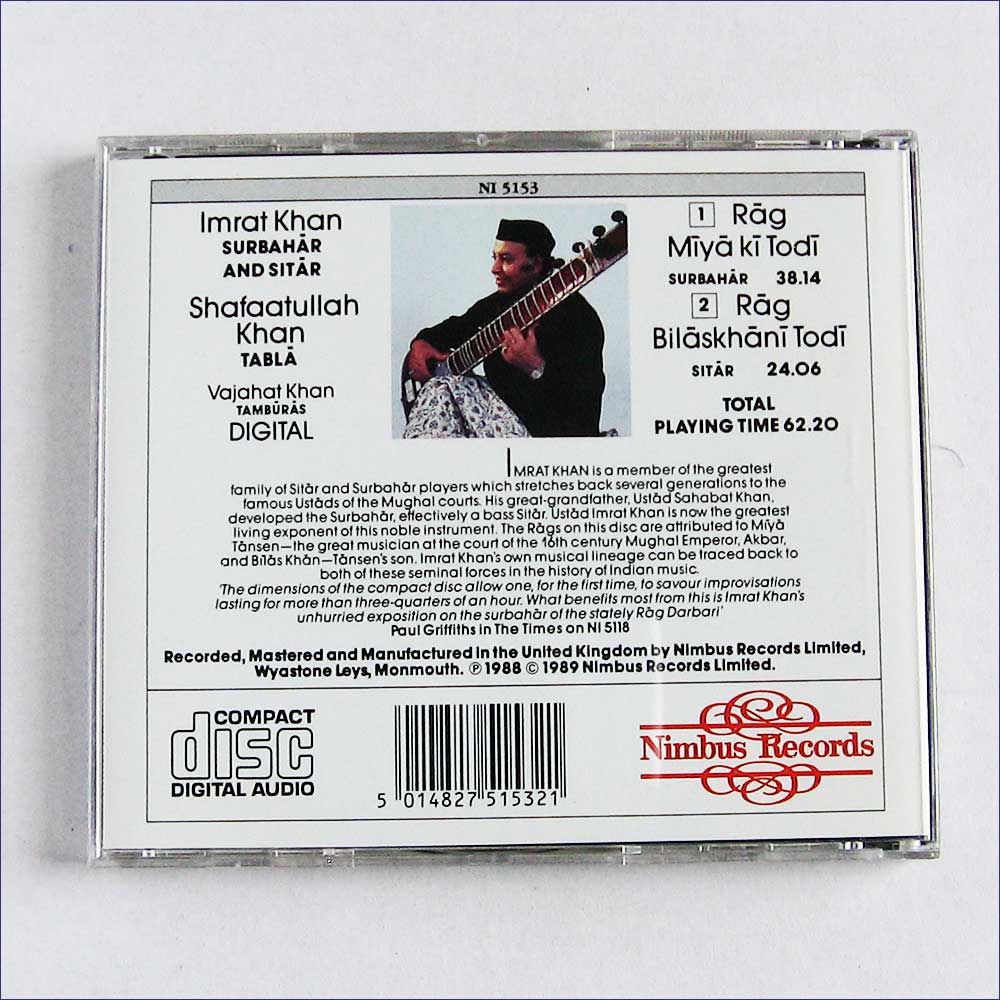 NI 5153
Imrat Khan
SURBAHĀR
AND SITĀR
Shafaatullah
Khan
TABLĀ
Vajahat Khan
TAMBŪRĀS
DIGITAL
1 Rāg
Mīyā kī Todī
SURBAHĀR 38.14
2 Rāg
Bilāskhānī Todī
SITĀR 24.06
TOTAL
PLAYING TIME 62.20
IMRAT KHAN is a member of the greatest
family of Sitār and Surbahār players which stretches back several generations to the
famous Ustāds of the Mughal courts. His great-grandfather, Ustād Sahabat Khan,
developed the Surbahār, effectively a bass Sitār. Ustād Imrat Khan is now the greatest
living exponent of this noble instrument. The Rāgs on this disc are attributed to Mīyā
Tānsen—the great musician at the court of the 16th century Mughal Emperor, Akbar,
and Bīlās Khān—Tānsen's son. Imrat Khan's own musical lineage can be traced back to
both of these seminal forces in the history of Indian music.
'The dimensions of the compact disc allow one, for the first time, to savour improvisations
lasting for more than three-quarters of an hour. What benefits most from this is Imrat Khan's
unhurried exposition on the surbahār of the stately Rāg Darbari'
Paul Griffiths in The Times on NI 5118
Recorded, Mastered and Manufactured in the United Kingdom by Nimbus Records Limited,
Wyastone Leys, Monmouth. ℗ 1988 © 1989 Nimbus Records Limited.
COMPACT
disc
DIGITAL AUDIO
5 014827 515321
Nimbus Records